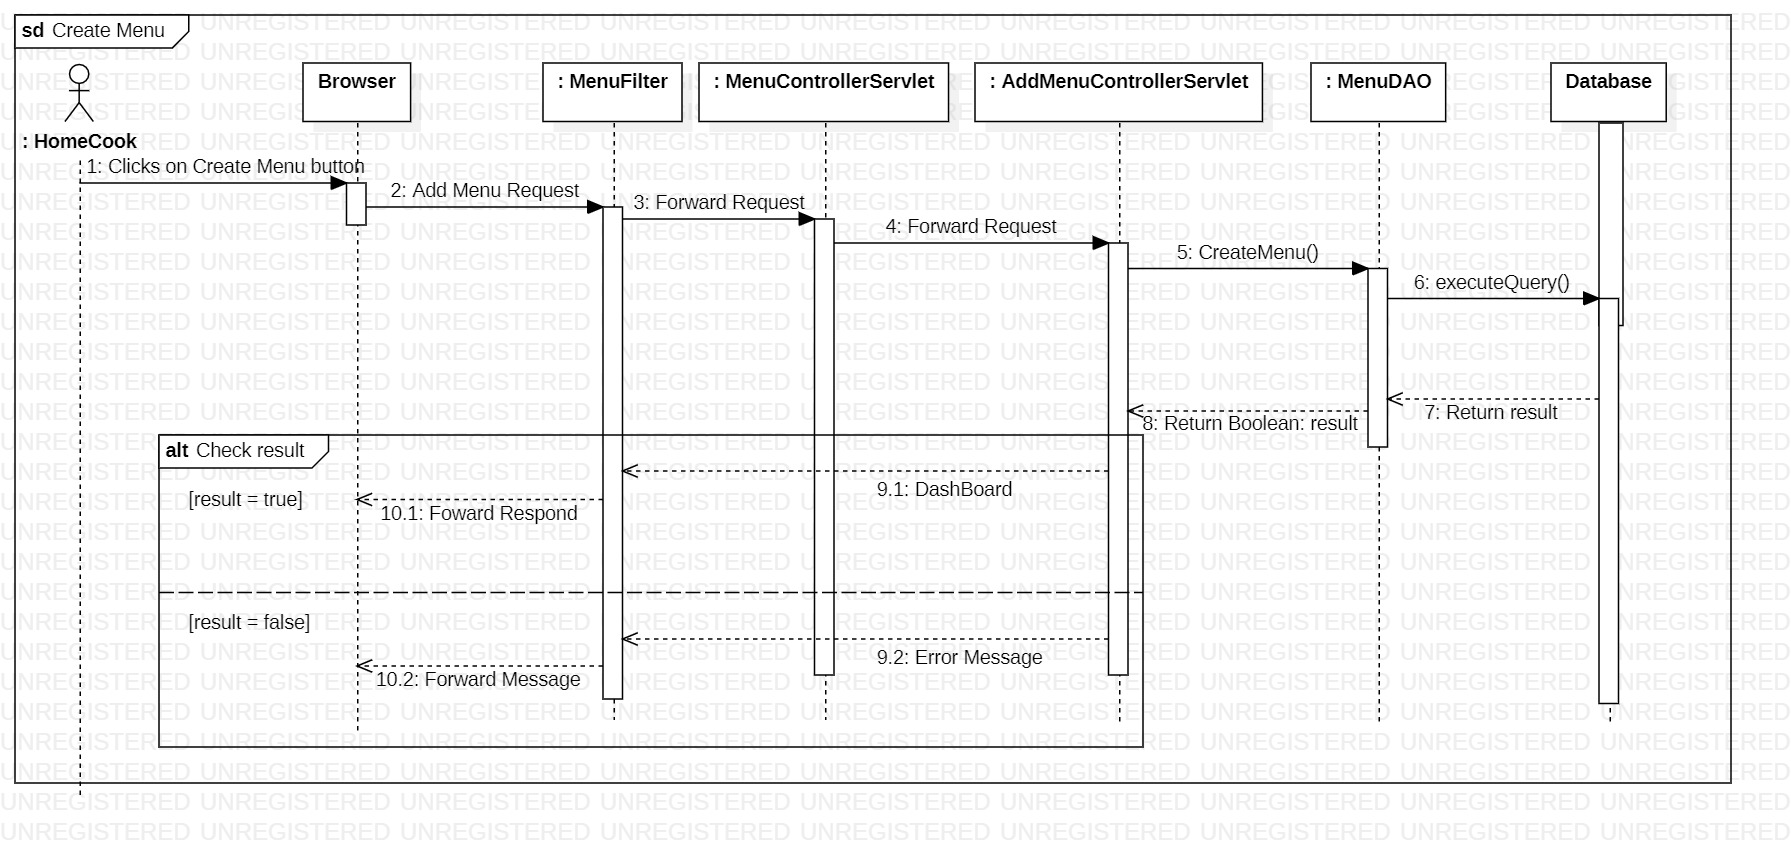 sd Create Menu
Browser
: MenuFilter
: MenuControllerServlet
: AddMenuControllerServlet
: MenuDAO
Database
: HomeCook
1: Clicks on Create Menu button
2: Add Menu Request
3: Forward Request
4: Forward Request
5: CreateMenu()
6: executeQuery()
7: Return result
8: Return Boolean: result
alt Check result
9.1: DashBoard
[result = true]
10.1: Foward Respond
[result = false]
9.2: Error Message
10.2: Forward Message
UNREGISTERED